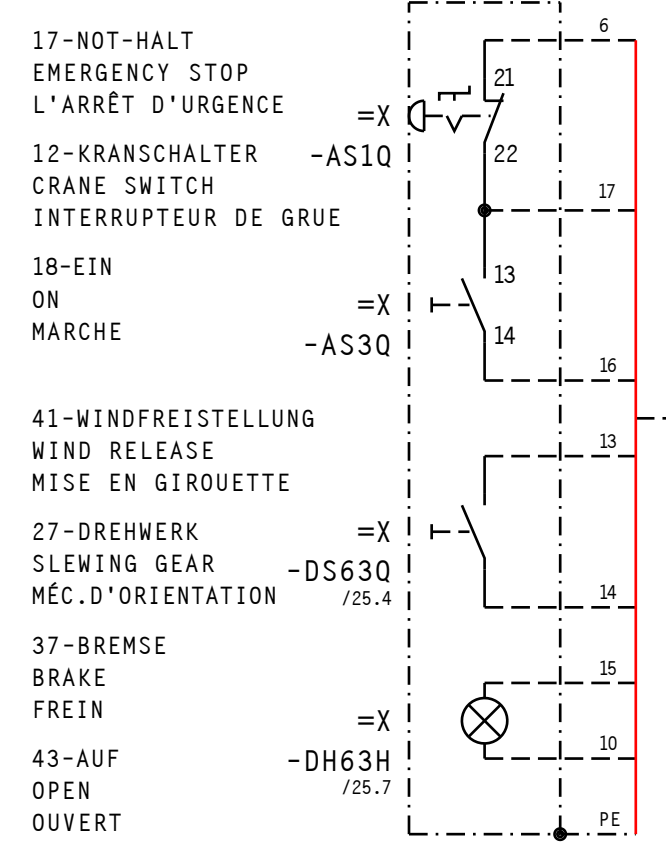 17-NOT-HALT
EMERGENCY STOP
L'ARRÊT D'URGENCE
=X
12-KRANSCHALTER
-AS1Q
CRANE SWITCH
INTERRUPTEUR DE GRUE
18-EIN
ON
=X
MARCHE
-AS3Q
41-WINDFREISTELLUNG
WIND RELEASE
MISE EN GIROUETTE
27-DREHWERK
=X
SLEWING GEAR
-DS63Q
MÉC.D'ORIENTATION
/25.4
37-BREMSE
BRAKE
FREIN
=X
43-AUF
-DH63H
OPEN
/25.7
OUVERT
6
21
22
17
13
14
16
13
14
15
10
PE